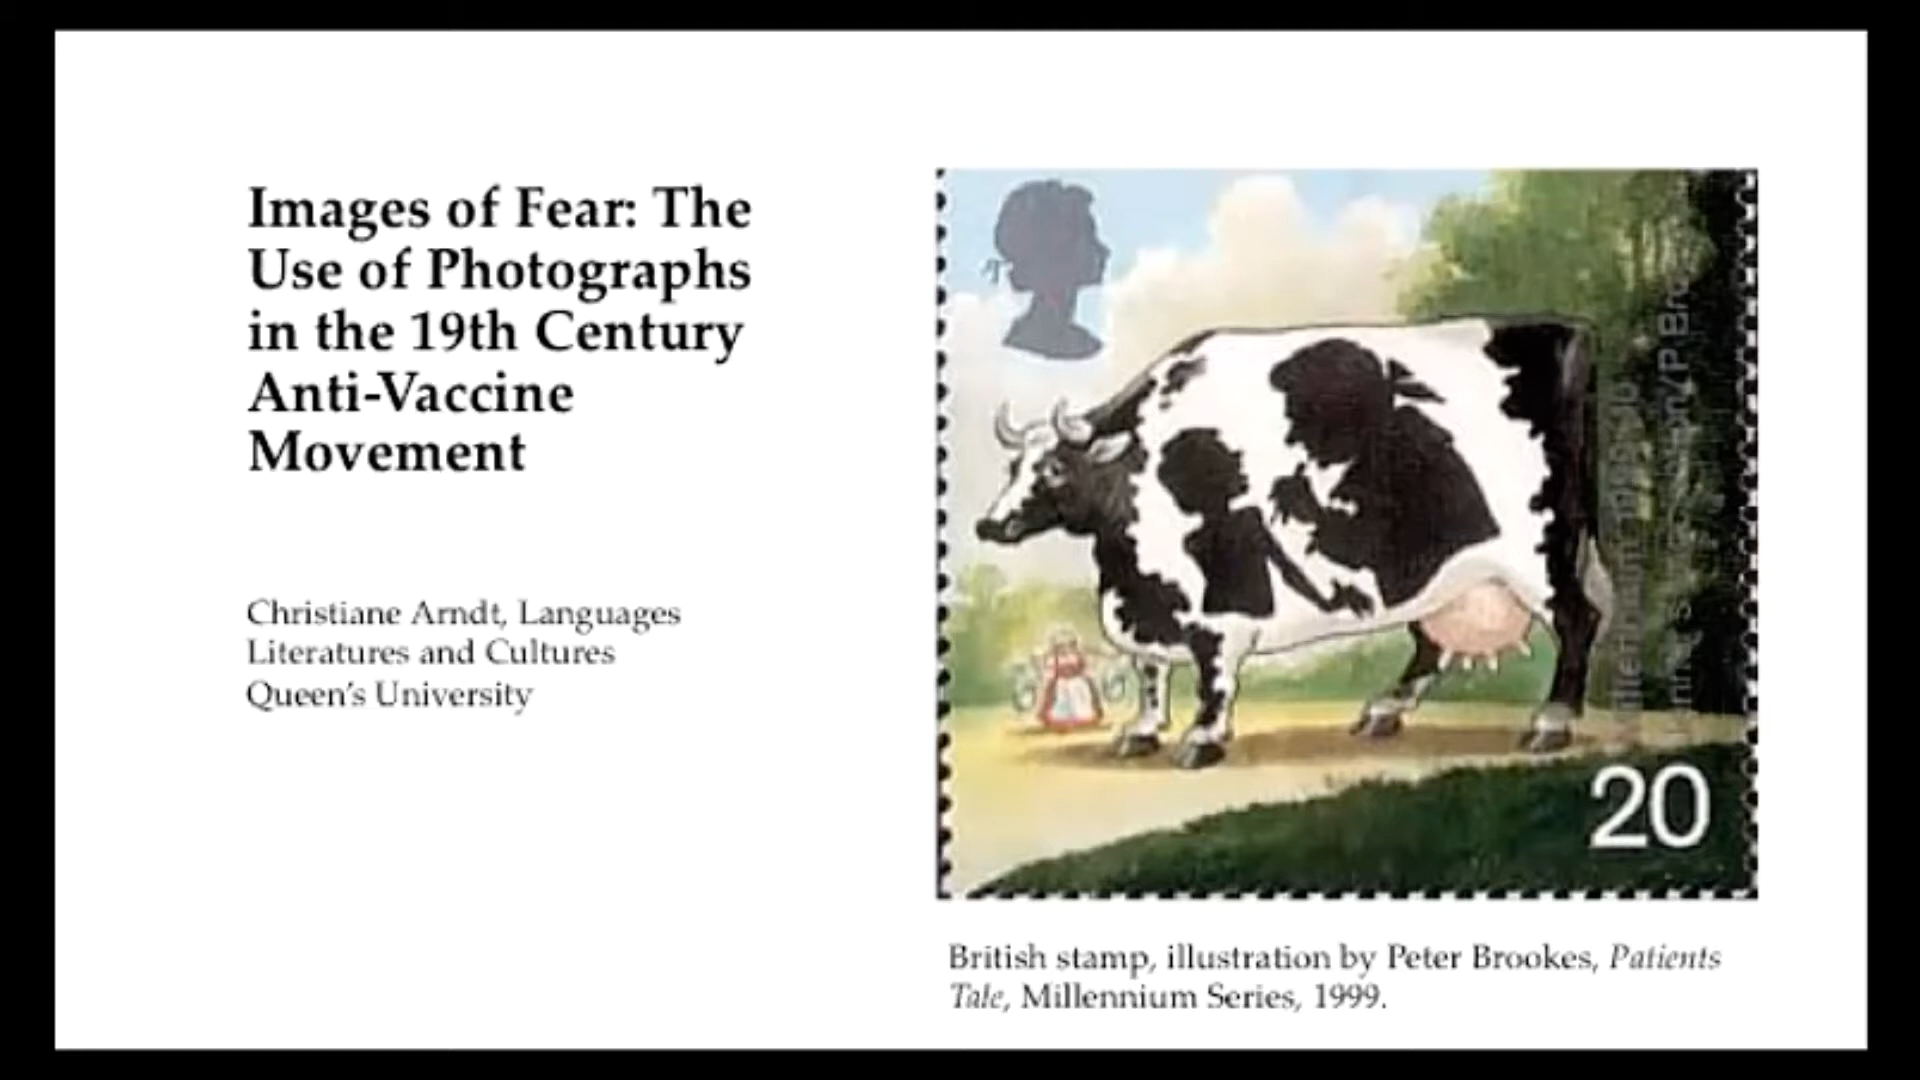 Images of Fear: The
Use of Photographs
in the 19th Century
Anti-Vaccine
Movement
Christiane Arndt, Languages
Literatures and Cultures
Queen's University
20
British stamp, illustration by Peter Brookes, Patients
Tale, Millennium Series, 1999.